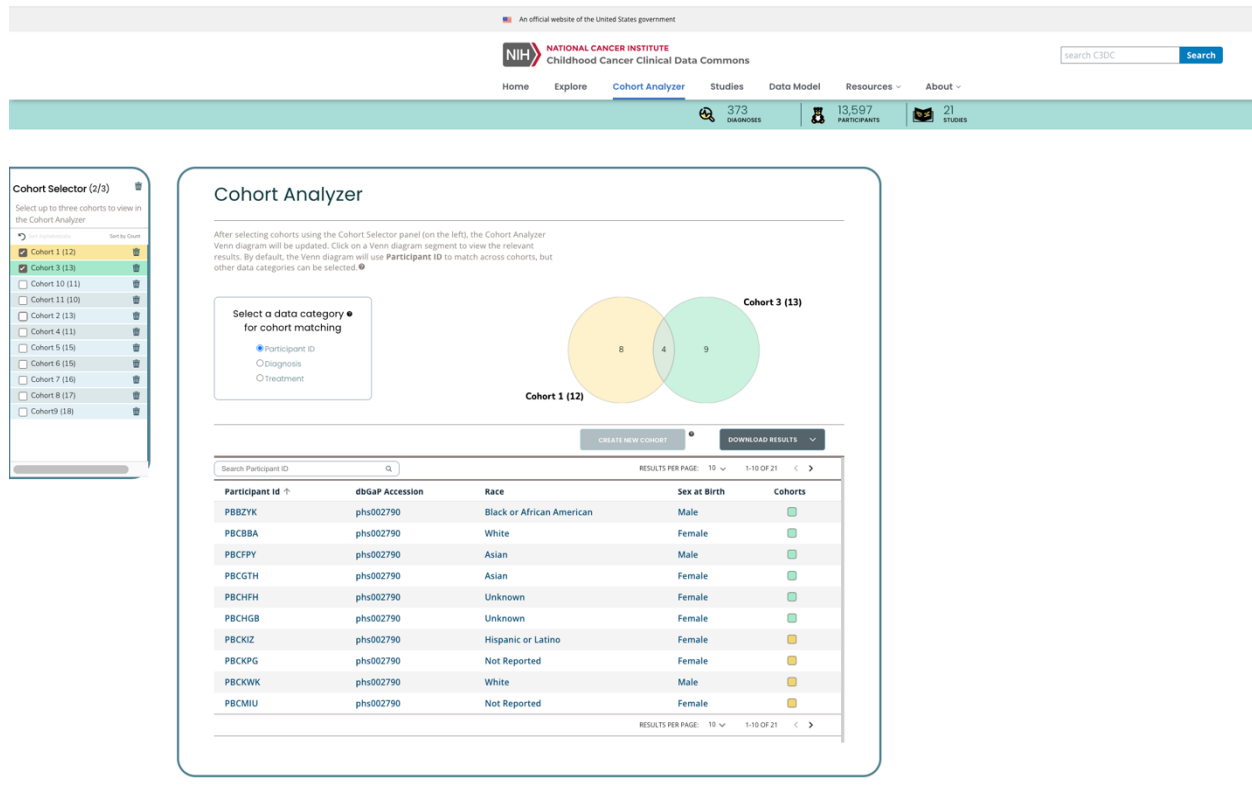 An official website of the United States government
NIH
NATIONAL CANCER INSTITUTE
Childhood Cancer Clinical Data Commons
search C3DC
Search
Home Explore Cohort Analyzer Studies Data Model Resources About
373 DIAGNOSES
13,597 PARTICIPANTS
21 STUDIES
Cohort Selector (2/3)
Select up to three cohorts to view in
the Cohort Analyzer
Sort Alphabetically Sort by Count
Cohort 1 (12)
Cohort 3 (13)
Cohort 10 (11)
Cohort 11 (10)
Cohort 2 (13)
Cohort 4 (11)
Cohort 5 (15)
Cohort 6 (15)
Cohort 7 (16)
Cohort 8 (17)
Cohort9 (18)
Cohort Analyzer
After selecting cohorts using the Cohort Selector panel (on the left), the Cohort Analyzer
Venn diagram will be updated. Click on a Venn diagram segment to view the relevant
results. By default, the Venn diagram will use Participant ID to match across cohorts, but
other data categories can be selected.
Select a data category
for cohort matching
Participant ID
Diagnosis
Treatment
Cohort 3 (13)
8 4 9
Cohort 1 (12)
CREATE NEW COHORT
DOWNLOAD RESULTS
Search Participant ID
RESULTS PER PAGE: 10 1-10 OF 21
Participant Id dbGaP Accession Race Sex at Birth Cohorts
PBBZYK phs002790 Black or African American Male
PBCBBA phs002790 White Female
PBCFPY phs002790 Asian Male
PBCGTH phs002790 Asian Female
PBCHFH phs002790 Unknown Female
PBCHGB phs002790 Unknown Female
PBCKIZ phs002790 Hispanic or Latino Female
PBCKPG phs002790 Not Reported Female
PBCKWK phs002790 White Male
PBCMIU phs002790 Not Reported Female
RESULTS PER PAGE: 10 1-10 OF 21